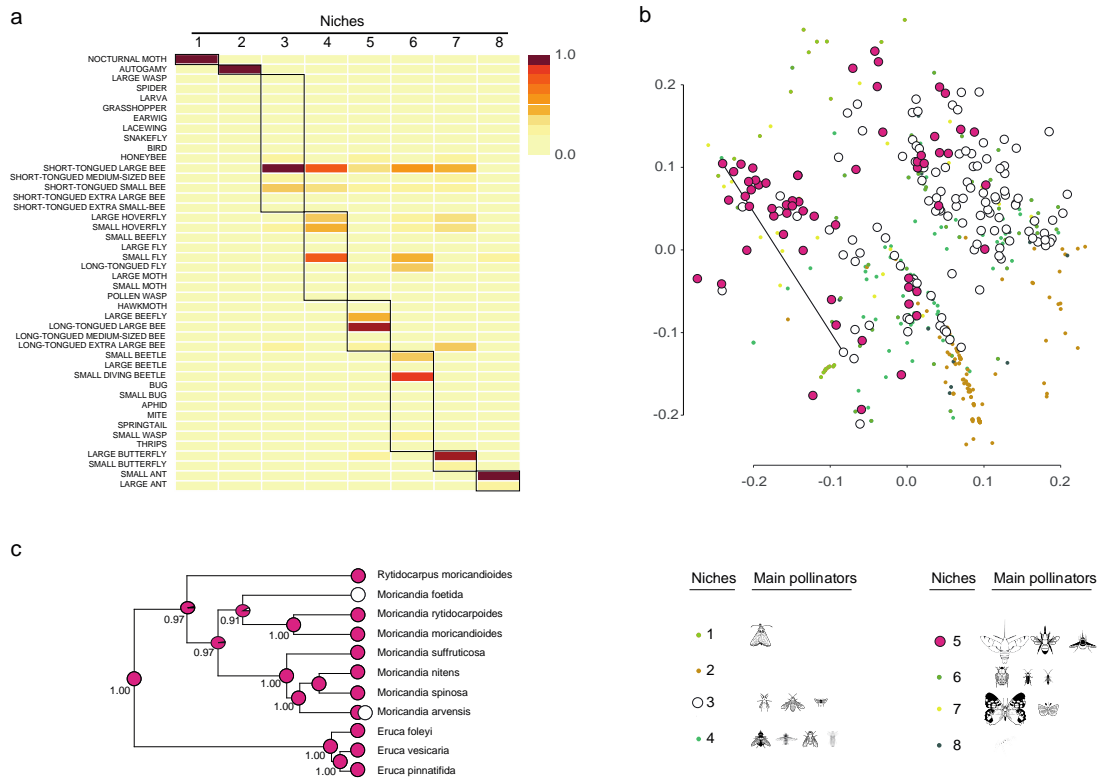 a
Niches
1 2 3 4 5 6 7 8
NOCTURNAL MOTH
AUTOGAMY
LARGE WASP
SPIDER
LARVA
GRASSHOPPER
EARWIG
LACEWING
SNAKEFLY
BIRD
HONEYBEE
SHORT-TONGUED LARGE BEE
SHORT-TONGUED MEDIUM-SIZED BEE
SHORT-TONGUED SMALL BEE
SHORT-TONGUED EXTRA LARGE BEE
SHORT-TONGUED EXTRA SMALL-BEE
LARGE HOVERFLY
SMALL HOVERFLY
SMALL BEEFLY
LARGE FLY
SMALL FLY
LONG-TONGUED FLY
LARGE MOTH
SMALL MOTH
POLLEN WASP
HAWKMOTH
LARGE BEEFLY
LONG-TONGUED LARGE BEE
LONG-TONGUED MEDIUM-SIZED BEE
LONG-TONGUED EXTRA LARGE BEE
SMALL BEETLE
LARGE BEETLE
SMALL DIVING BEETLE
BUG
SMALL BUG
APHID
MITE
SPRINGTAIL
SMALL WASP
THRIPS
LARGE BUTTERFLY
SMALL BUTTERFLY
SMALL ANT
LARGE ANT
1.0
0.0
b
0.2
0.1
0.0
-0.1
-0.2
-0.2 -0.1 0.0 0.1 0.2
c
Rytidocarpus moricandioides
Moricandia foetida
Moricandia rytidocarpoides
Moricandia moricandioides
Moricandia suffruticosa
Moricandia nitens
Moricandia spinosa
Moricandia arvensis
Eruca foleyi
Eruca vesicaria
Eruca pinnatifida
0.97
0.91
1.00
0.97
1.00
1.00
1.00
1.00
1.00
Niches Main pollinators
1
2
3
4
Niches Main pollinators
5
6
7
8